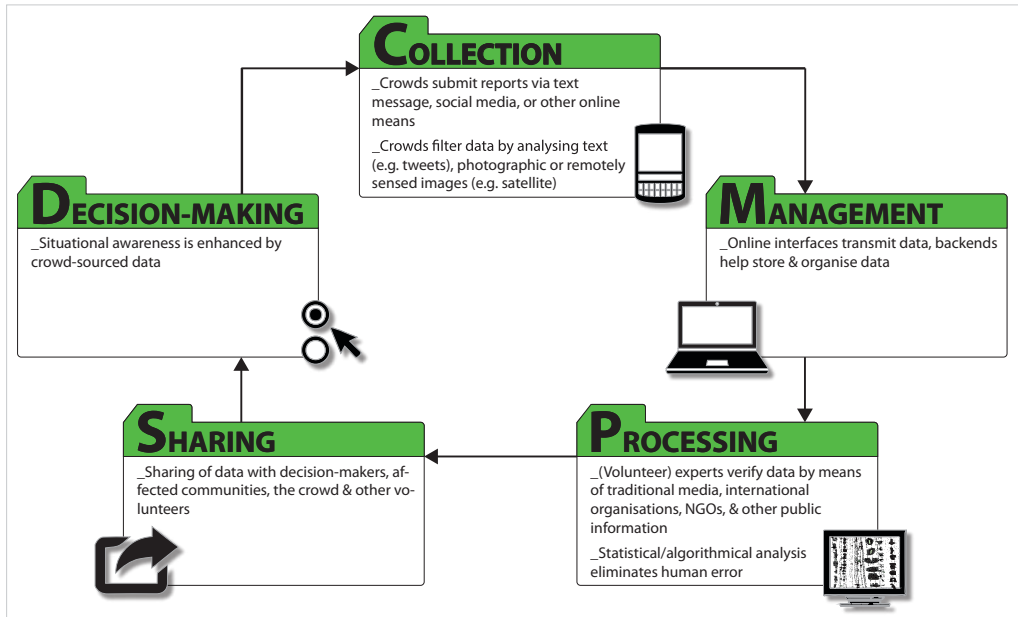 COLLECTION
_Crowds submit reports via text
message, social media, or other online
means
_Crowds filter data by analysing text
(e.g. tweets), photographic or remotely
sensed images (e.g. satellite)
MANAGEMENT
_Online interfaces transmit data, backends
help store & organise data
PROCESSING
_(Volunteer) experts verify data by means
of traditional media, international
organisations, NGOs, & other public
information
_Statistical/algorithmical analysis
eliminates human error
SHARING
_Sharing of data with decision-makers, af-
fected communities, the crowd & other vo-
lunteers
DECISION-MAKING
_Situational awareness is enhanced by
crowd-sourced data